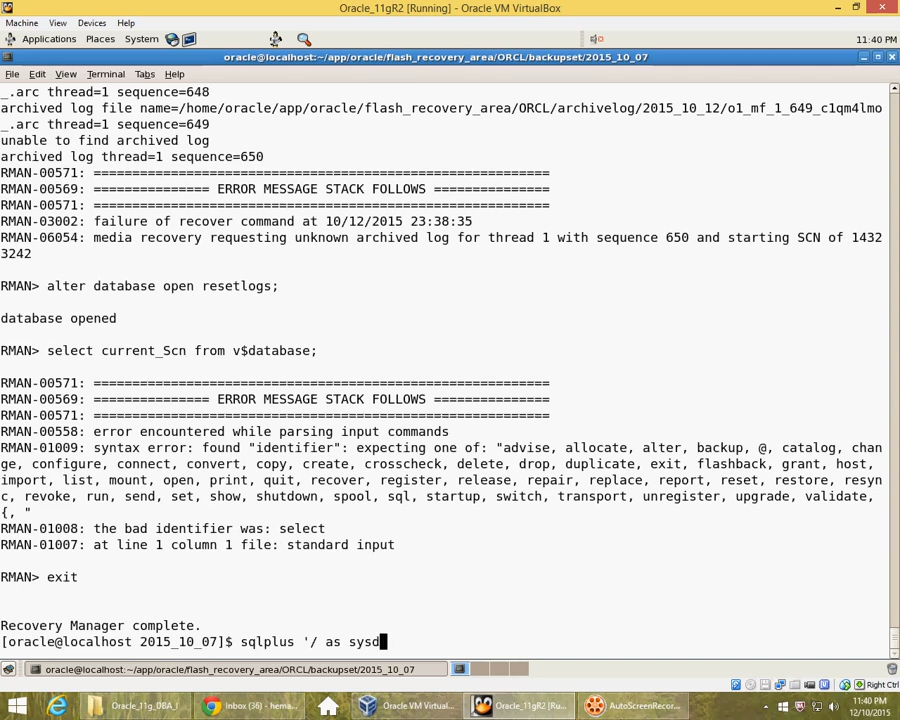 Oracle_11gR2 [Running] - Oracle VM VirtualBox
Machine View Devices Help
Applications Places System 11:40 PM
oracle@localhost:~/app/oracle/flash_recovery_area/ORCL/backupset/2015_10_07
File Edit View Terminal Tabs Help
_.arc thread=1 sequence=648
archived log file name=/home/oracle/app/oracle/flash_recovery_area/ORCL/archivelog/2015_10_12/o1_mf_1_649_c1qm4lmo
_.arc thread=1 sequence=649
unable to find archived log
archived log thread=1 sequence=650
RMAN-00571: ===========================================================
RMAN-00569: =============== ERROR MESSAGE STACK FOLLOWS ===============
RMAN-00571: ===========================================================
RMAN-03002: failure of recover command at 10/12/2015 23:38:35
RMAN-06054: media recovery requesting unknown archived log for thread 1 with sequence 650 and starting SCN of 1432
3242
RMAN> alter database open resetlogs;
database opened
RMAN> select current_Scn from v$database;
RMAN-00571: ===========================================================
RMAN-00569: =============== ERROR MESSAGE STACK FOLLOWS ===============
RMAN-00571: ===========================================================
RMAN-00558: error encountered while parsing input commands
RMAN-01009: syntax error: found "identifier": expecting one of: "advise, allocate, alter, backup, @, catalog, chan
ge, configure, connect, convert, copy, create, crosscheck, delete, drop, duplicate, exit, flashback, grant, host,
import, list, mount, open, print, quit, recover, register, release, repair, replace, report, reset, restore, resyn
c, revoke, run, send, set, show, shutdown, spool, sql, startup, switch, transport, unregister, upgrade, validate,
{, "
RMAN-01008: the bad identifier was: select
RMAN-01007: at line 1 column 1 file: standard input
RMAN> exit
Recovery Manager complete.
[oracle@localhost 2015_10_07]$ sqlplus '/ as sysd
oracle@localhost:~/app/oracle/flash_recovery_area/ORCL/backupset/2015_10_07
Right Ctrl
Oracle_11g_DBA_I Inbox (36) - hema... Oracle VM Virtual... Oracle_11gR2 [Ru... AutoScreenRecor... 11:40 PM
12/10/2015